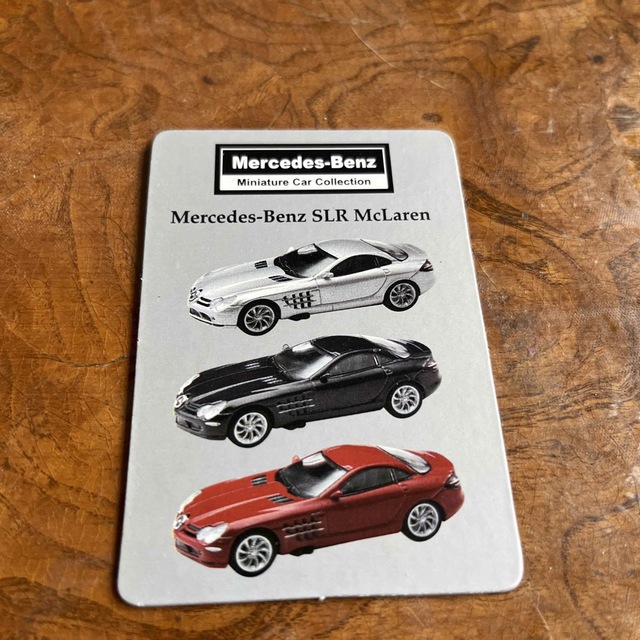 Mercedes-Benz
Miniature Car Collection
Mercedes-Benz SLR McLaren